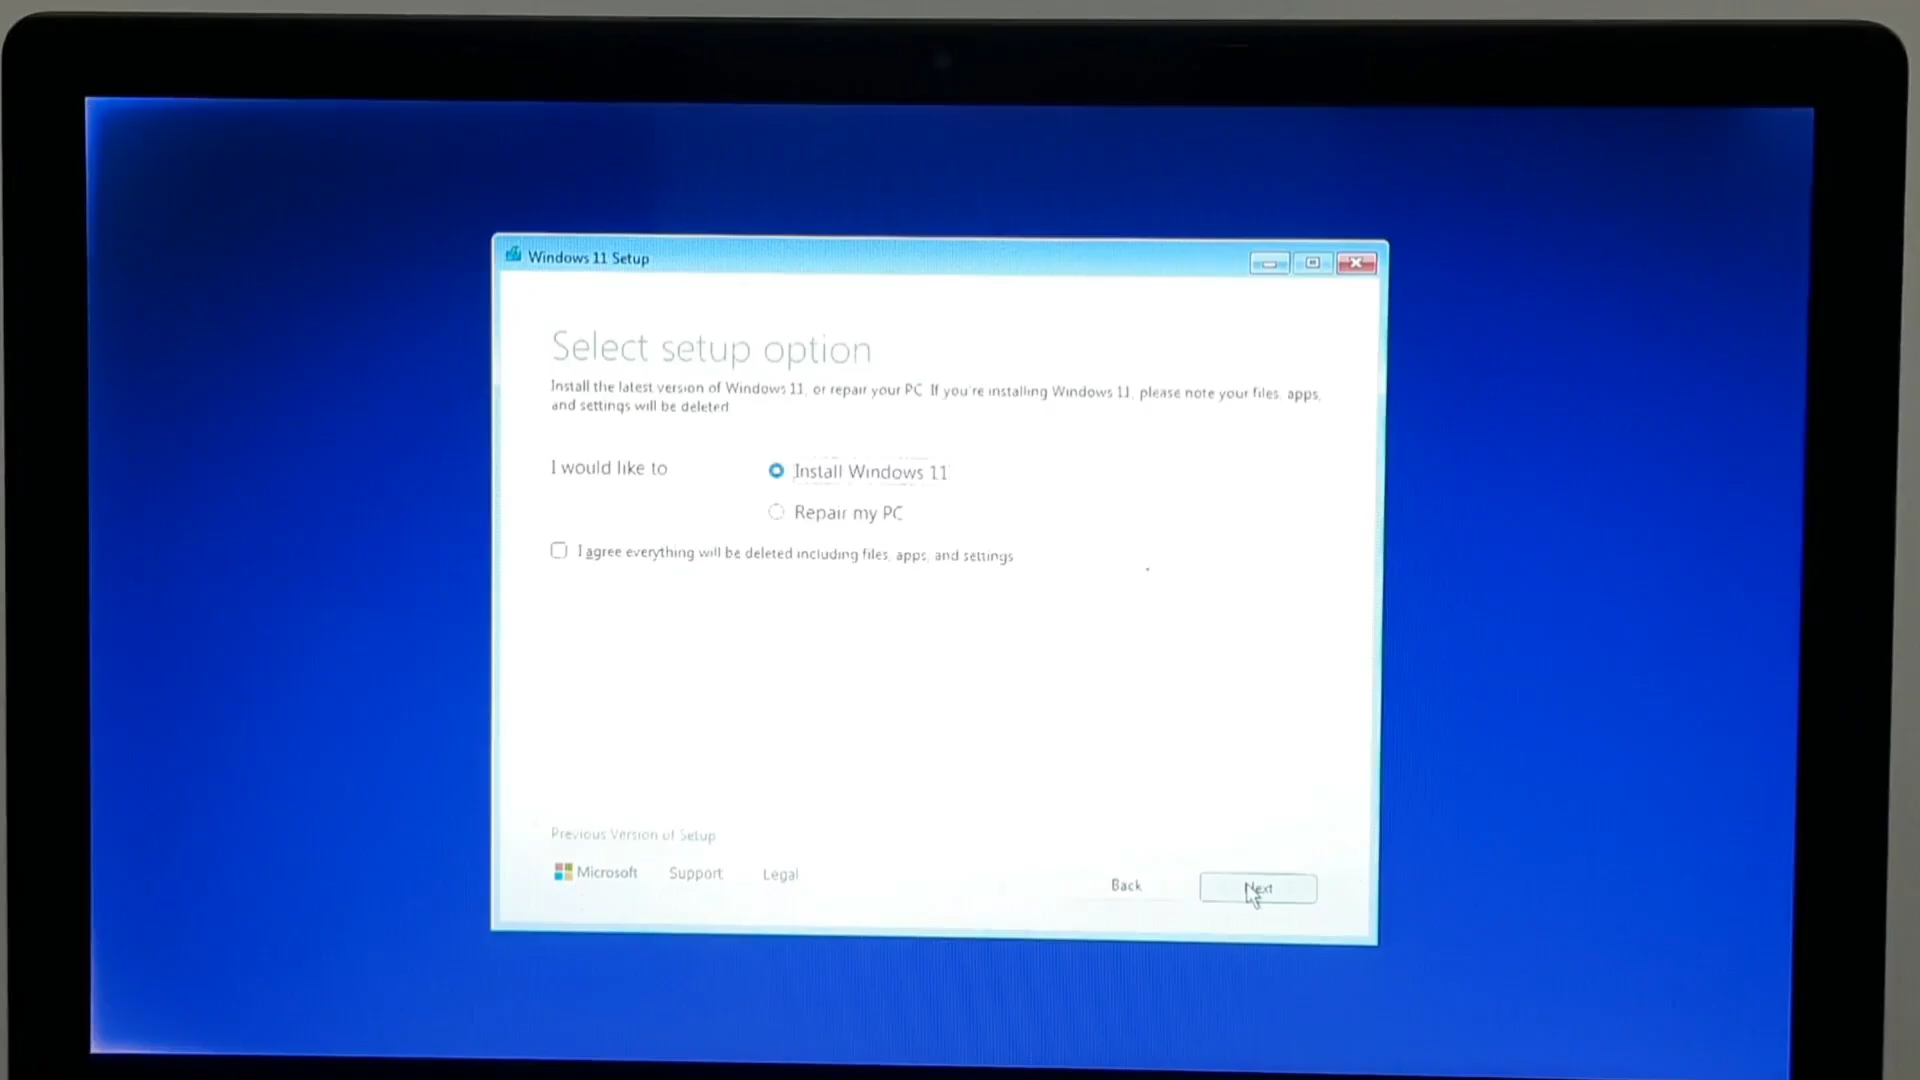 Windows 11 Setup
Select setup option
Install the latest version of Windows 11, or repair your PC. If you're installing Windows 11, please note your files, apps,
and settings will be deleted
I would like to
Install Windows 11
Repair my PC
I agree everything will be deleted including files, apps, and settings
Previous Version of Setup
Microsoft Support Legal
Back Next